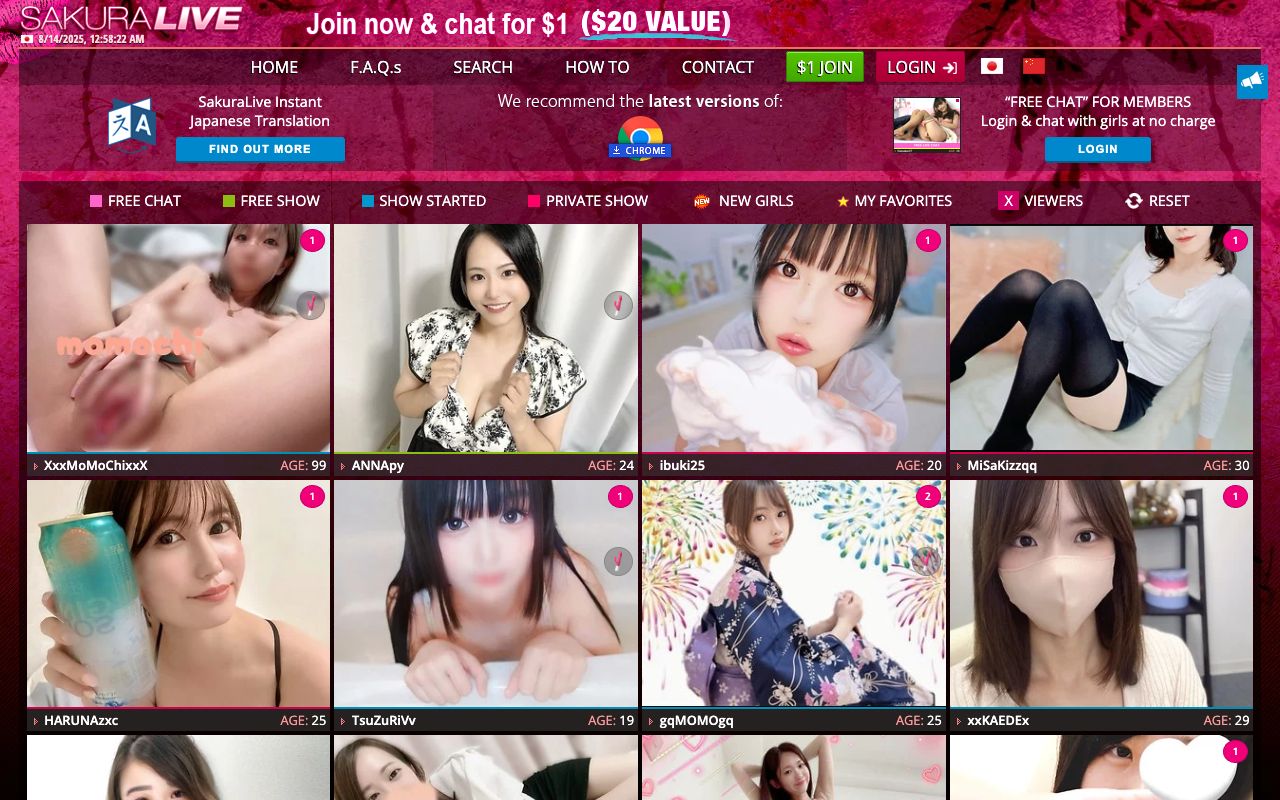 SAKURA LIVE
8/14/2025, 12:58:22 AM
Join now & chat for $1 ($20 VALUE)
HOME F.A.Q.s SEARCH HOW TO CONTACT $1 JOIN LOGIN
SakuraLive Instant
Japanese Translation
FIND OUT MORE
We recommend the latest versions of:
CHROME
"FREE CHAT" FOR MEMBERS
Login & chat with girls at no charge
LOGIN
FREE CHAT FREE SHOW SHOW STARTED PRIVATE SHOW NEW NEW GIRLS MY FAVORITES X VIEWERS RESET
1
momochi
XxxMoMoChixxX AGE: 99
ANNApy AGE: 24
1
ibuki25 AGE: 20
1
MiSaKizzqq AGE: 30
1
HARUNAzxc AGE: 25
1
TsuZuRiVv AGE: 19
2
gqMOMOgq AGE: 25
1
xxKAEDEx AGE: 29
1